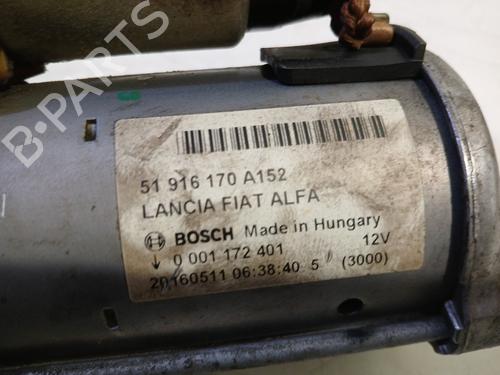 51 916 170 A152
LANCIA FIAT ALFA
BOSCH Made in Hungary
0 001 172 401 12V
20160511 06:38:40 5 (3000)
B-PARTS